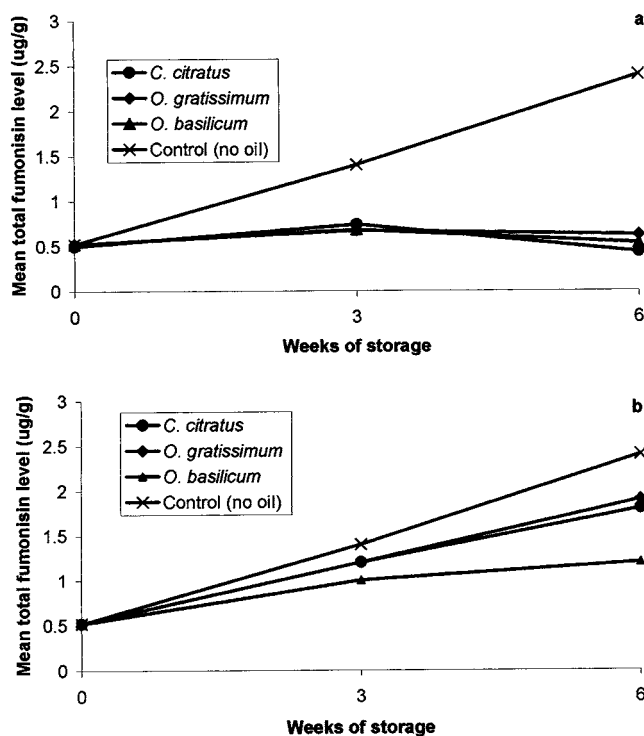 a
Mean total fumonisin level (ug/g)
3
2.5
2
1.5
1
0.5
0
C. citratus
O. gratissimum
O. basilicum
Control (no oil)
0
3
6
Weeks of storage
b
Mean total fumonisin level (ug/g)
3
2.5
2
1.5
1
0.5
0
C. citratus
O. gratissimum
O. basilicum
Control (no oil)
0
3
6
Weeks of storage